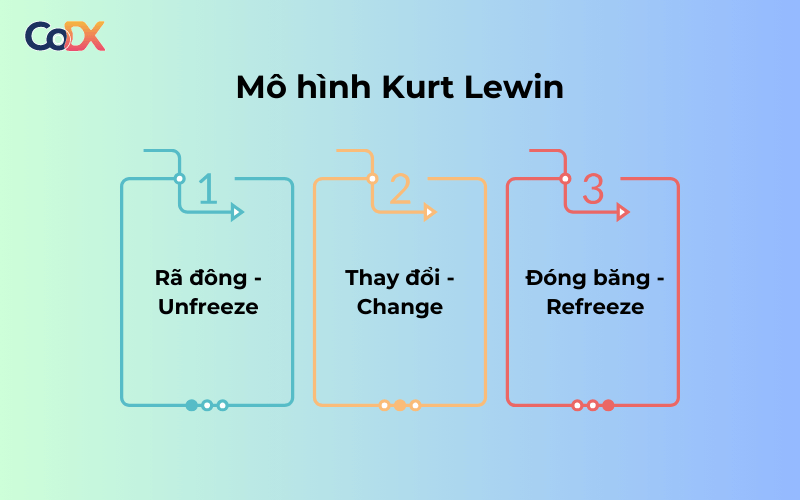 CoDX
Mô hình Kurt Lewin
1
2
3
Rã đông -
Unfreeze
Thay đổi -
Change
Đóng băng -
Refreeze